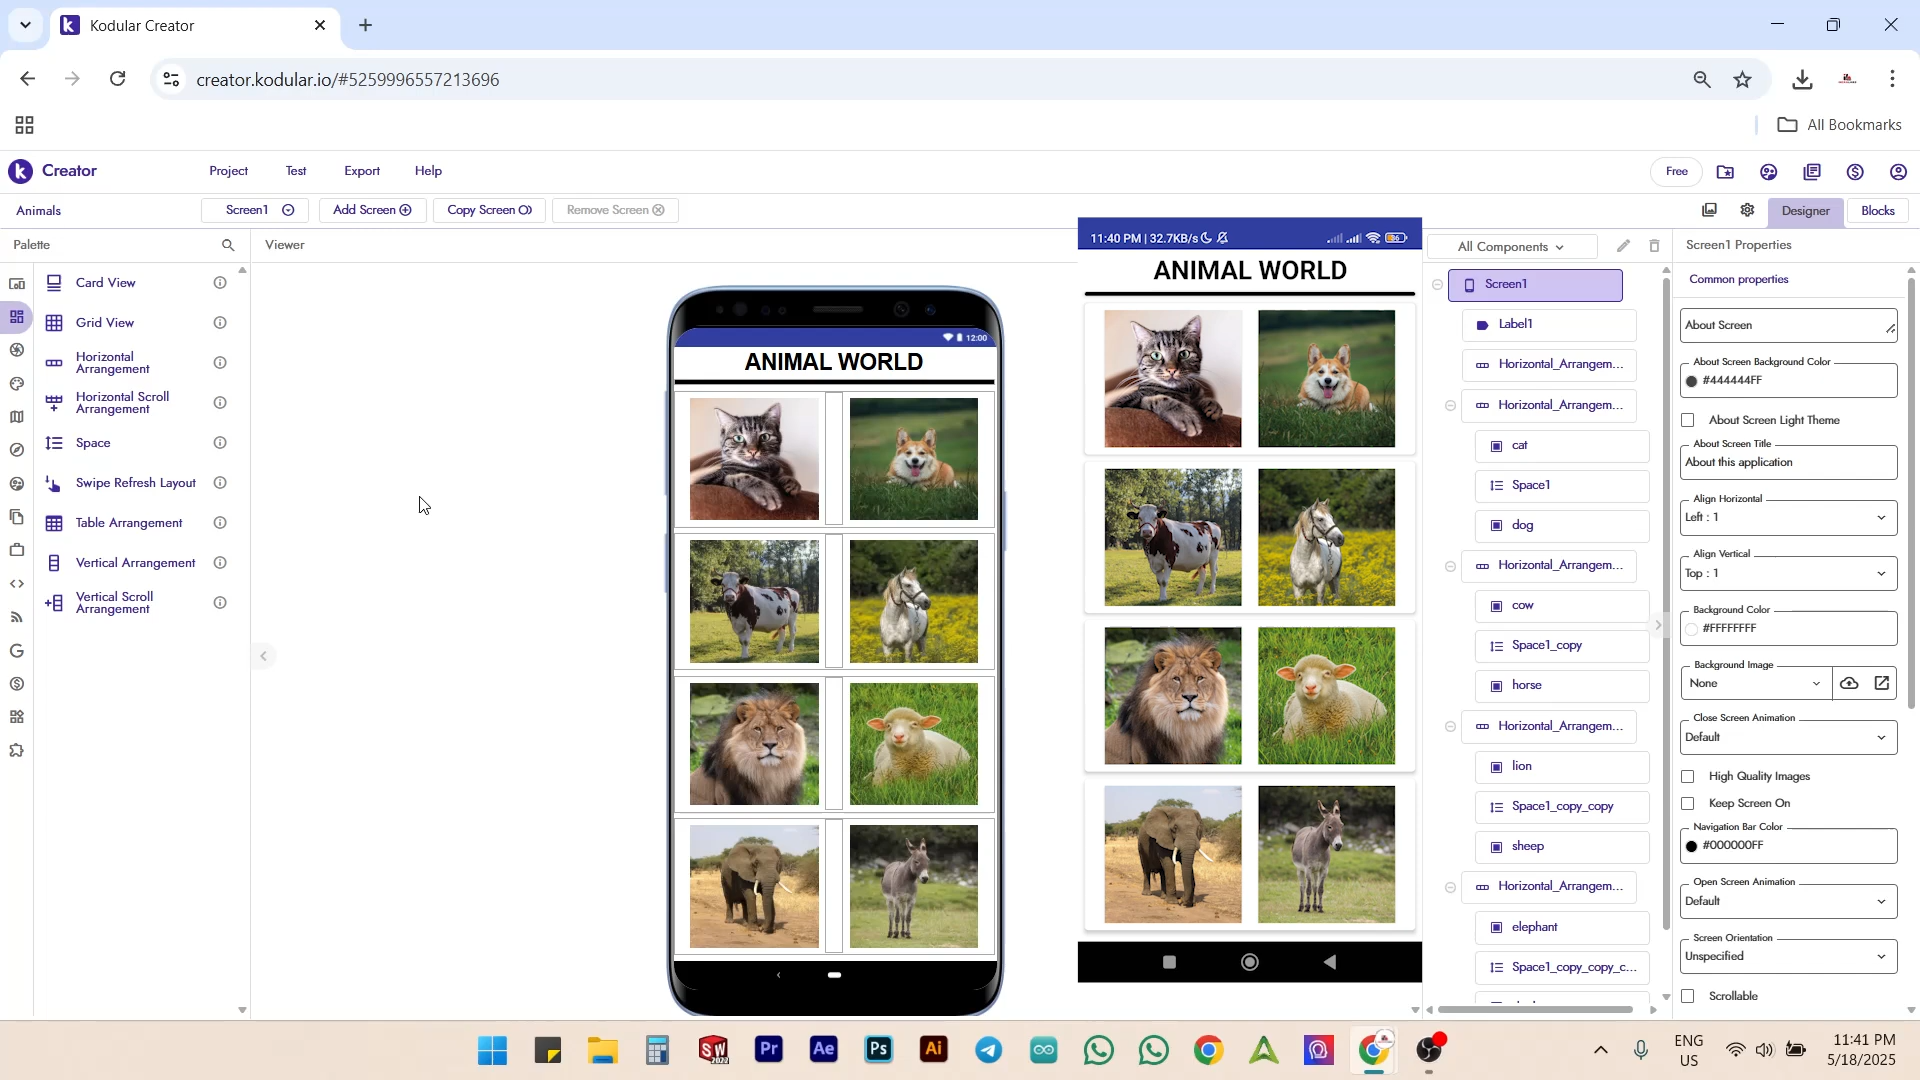 Kodular Creator
creator.kodular.io/#5259996557213696
All Bookmarks
Creator
Project
Test
Export
Help
Free
Animals
Screen1
Add Screen
Copy Screen
Remove Screen
Designer
Blocks
Palette
Viewer
All Components
Screen1 Properties
Card View
Grid View
Horizontal
Arrangement
Horizontal Scroll
Arrangement
Space
Swipe Refresh Layout
Table Arrangement
Vertical Arrangement
Vertical Scroll
Arrangement
12:00
ANIMAL WORLD
11:40 PM | 32.7KB/s
ANIMAL WORLD
Screen1
Label1
Horizontal_Arrangem...
Horizontal_Arrangem...
cat
Space1
dog
Horizontal_Arrangem...
cow
Space1_copy
horse
Horizontal_Arrangem...
lion
Space1_copy_copy
sheep
Horizontal_Arrangem...
elephant
Space1_copy_copy_c...
Common properties
About Screen
About Screen Background Color
#444444FF
About Screen Light Theme
About Screen Title
About this application
Align Horizontal
Left : 1
Align Vertical
Top : 1
Background Color
#FFFFFFFF
Background Image
None
Close Screen Animation
Default
High Quality Images
Keep Screen On
Navigation Bar Color
#000000FF
Open Screen Animation
Default
Screen Orientation
Unspecified
Scrollable
SW
2022
Pr
Ae
Ps
Ai
ENG
US
11:41 PM
5/18/2025